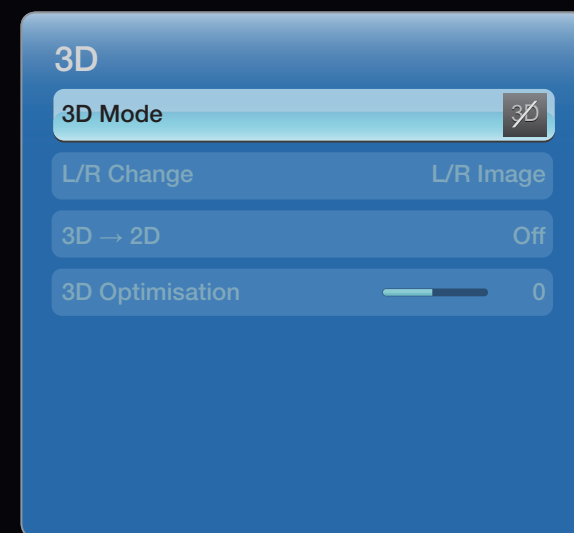 3D
3D Mode 3D
L/R Change L/R Image
3D → 2D Off
3D Optimisation 0